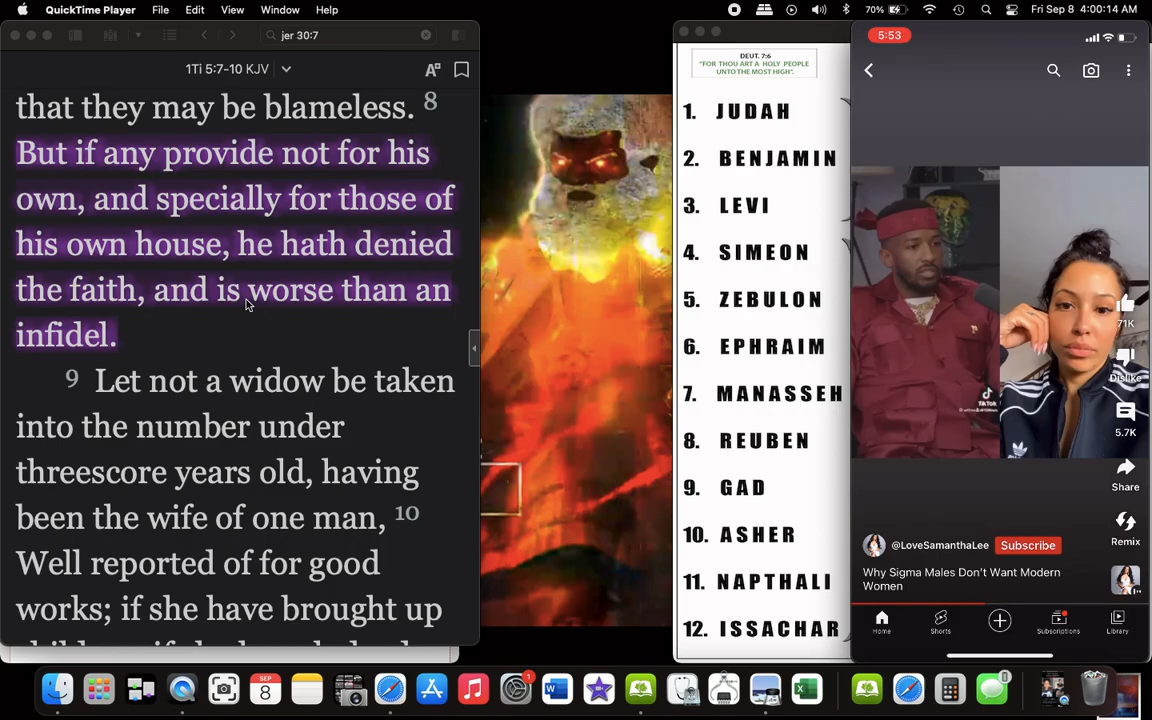 QuickTime Player File Edit View Window Help
70% Fri Sep 8 4:00:14 AM
jer 30:7
1Ti 5:7-10 KJV
that they may be blameless. 8
But if any provide not for his
own, and specially for those of
his own house, he hath denied
the faith, and is worse than an
infidel.
9 Let not a widow be taken
into the number under
threescore years old, having
been the wife of one man, 10
Well reported of for good
works; if she have brought up
DEUT. 7:6
"FOR THOU ART A HOLY PEOPLE
UNTO THE MOST HIGH".
1. JUDAH
2. BENJAMIN
3. LEVI
4. SIMEON
5. ZEBULON
6. EPHRAIM
7. MANASSEH
8. REUBEN
9. GAD
10. ASHER
11. NAPTHALI
12. ISSACHAR
5:53
71K
Dislike
5.7K
Share
Remix
TikTok
@LoveSamanthaLee Subscribe
Why Sigma Males Don't Want Modern
Women
Home Shorts Subscriptions Library
SEP
8
1